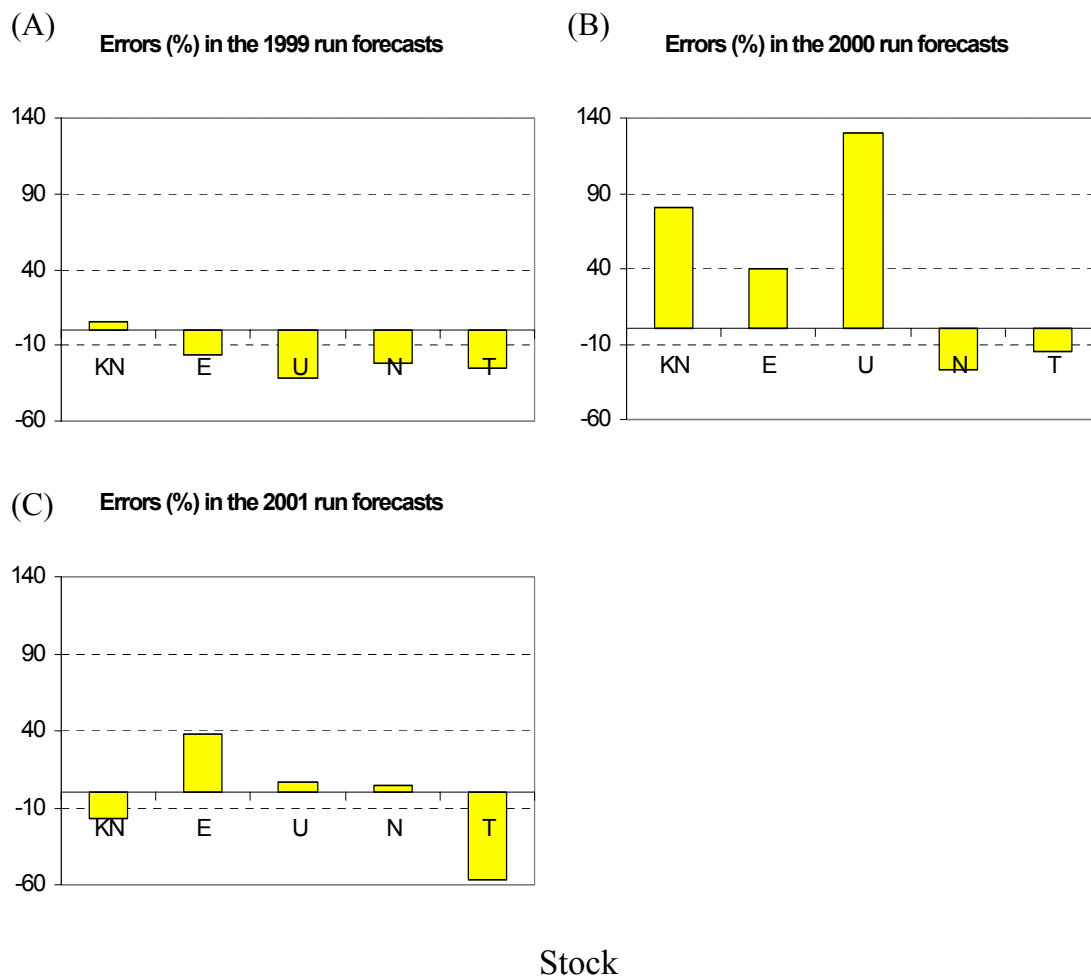 (A)
Errors (%) in the 1999 run forecasts
140
90
40
-10
-60
KN E U N T
(B)
Errors (%) in the 2000 run forecasts
140
90
40
-10
-60
KN E U N T
(C)
Errors (%) in the 2001 run forecasts
140
90
40
-10
-60
KN E U N T
Stock